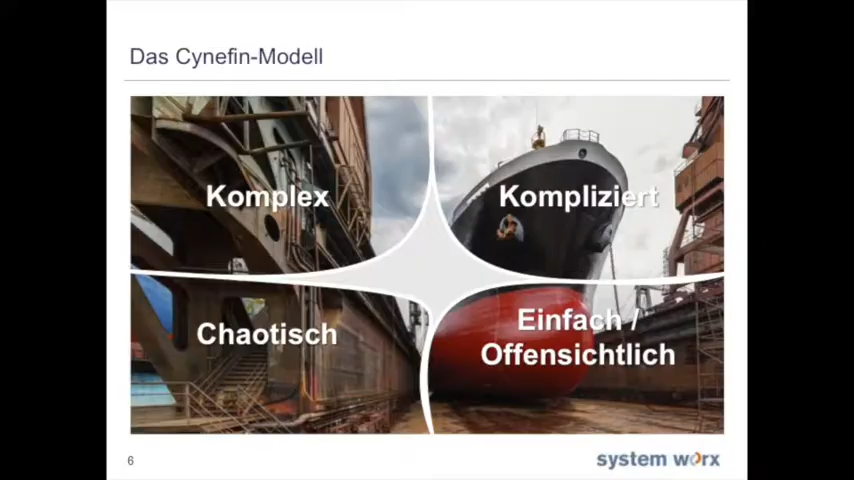 Das Cynefin-Modell
Komplex
Kompliziert
Chaotisch
Einfach /
Offensichtlich
6
system worx